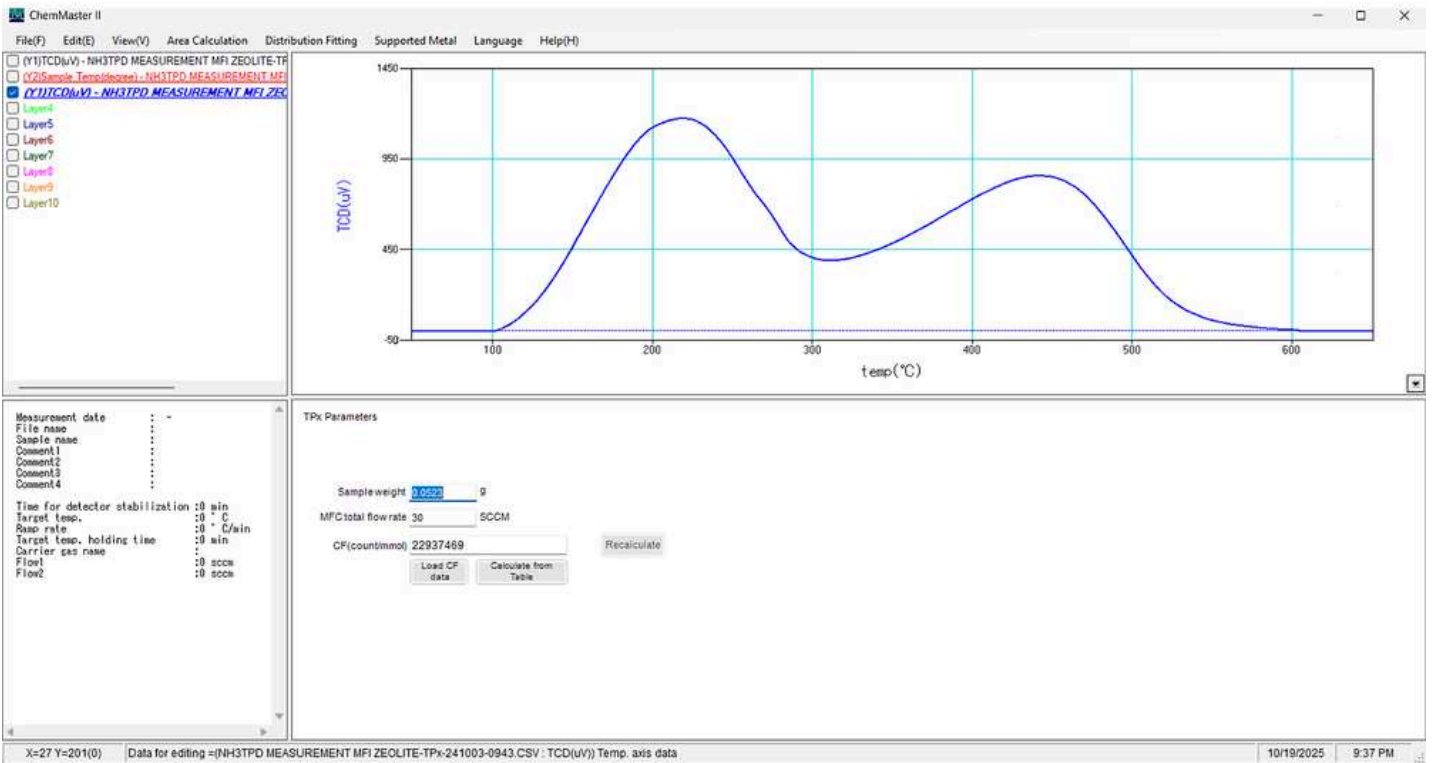 ChemMaster II
File(F) Edit(E) View(V) Area Calculation Distribution Fitting Supported Metal Language Help(H)
(Y1)TCD(uV) - NH3TPD MEASUREMENT MFI ZEOLITE-TP
(Y2)Sample Temp(degree) - NH3TPD MEASUREMENT MFI
(Y1)TCD(uV) - NH3TPD MEASUREMENT MFI ZEO
Layer4
Layer5
Layer6
Layer7
Layer8
Layer9
Layer10
1450
950
450
-50
TCD(uV)
100 200 300 400 500 600
temp(℃)
Measurement date : -
File name :
Sample name :
Comment1 :
Comment2 :
Comment3 :
Comment4 :
Time for detector stabilization :0 min
Target temp. :0 ° C
Ramp rate :0 ° C/min
Target temp. holding time :0 min
Carrier gas name :
Flow1 :0 sccm
Flow2 :0 sccm
TPx Parameters
Sample weight 0.0523 g
MFC total flow rate 30 SCCM
CF(count/mmol) 22937469 Recalculate
Load CF data
Calculate from Table
X=27 Y=201(0) Data for editing =(NH3TPD MEASUREMENT MFI ZEOLITE-TPx-241003-0943.CSV : TCD(uV)) Temp. axis data 10/19/2025 9:37 PM